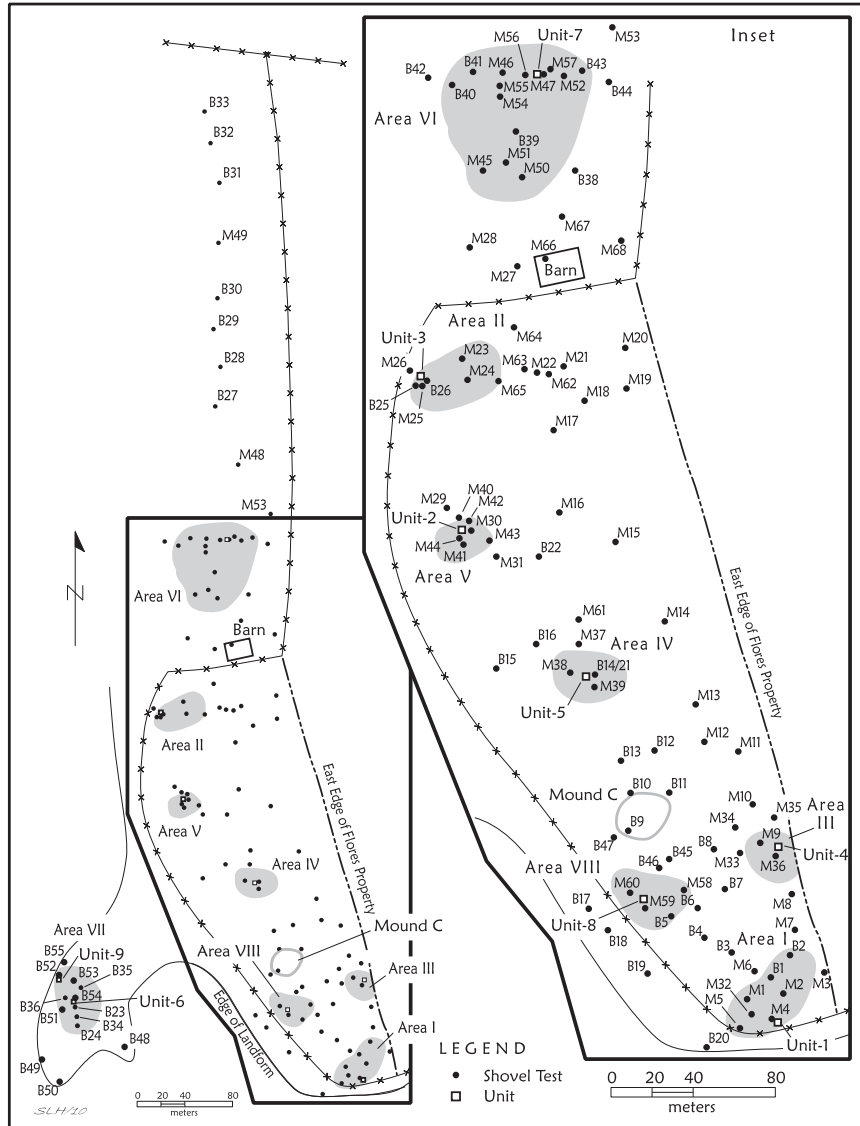 Inset
M56
Unit-7
M53
B41
M46
M57
B43
B42
B40
M55
M47
M52
B44
M54
Area VI
B39
M51
M45
M50
B38
M67
M28
M66
M68
M27
Barn
Area II
Unit-3
M64
M20
M26
M23
M63
M22
M21
M24
B26
M62
M19
B25
M65
M18
M25
M17
M40
M29
M42
M16
Unit-2
M30
M43
M15
M44
M41
M31
B22
Area V
East Edge of Flores Property
M61
M14
B16
M37
Area IV
B15
M38
B14/21
M39
Unit-5
M13
M12
B12
M11
B13
B10
B11
Mound C
M10
M35
M34
Area
III
B9
M9
B47
B8
Unit-4
B45
M33
M36
Area VIII
B46
M60
M58
B7
B17
M59
B6
M8
Unit-8
B5
M7
B18
B4
Area I
B3
B2
B19
M6
B1
M3
M32
M1
M2
M5
M4
B20
Unit-1
0 20 40 80
meters
B33
B32
B31
M49
B30
B29
B28
B27
M48
M53
N
Area VI
Barn
Area II
East Edge of Flores Property
Area V
Area IV
Mound C
Area VIII
Area VII
B55
Unit-9
B52
B53
B35
Area III
B36
B54
Unit-6
B51
B23
B34
B24
B48
Area I
Edge of Landform
B49
B50
LEGEND
Shovel Test
Unit
SLH/10
0 20 40 80
meters